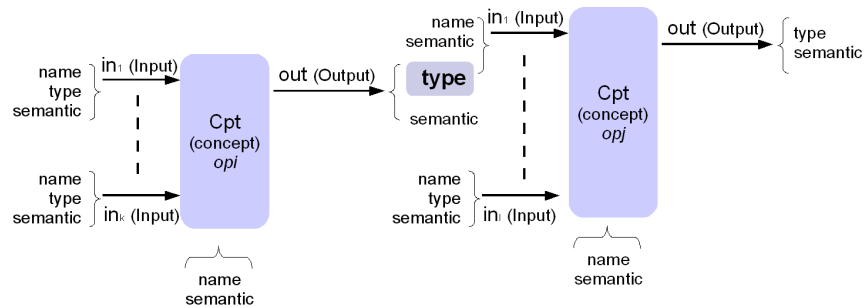 name
type
semantic
in₁ (Input)
name
type
semantic
inₖ (Input)
Cpt
(concept)
opi
name
semantic
out (Output)
type
semantic
name
semantic
in₁ (Input)
name
type
semantic
inₗ (Input)
Cpt
(concept)
opj
name
semantic
out (Output)
type
semantic